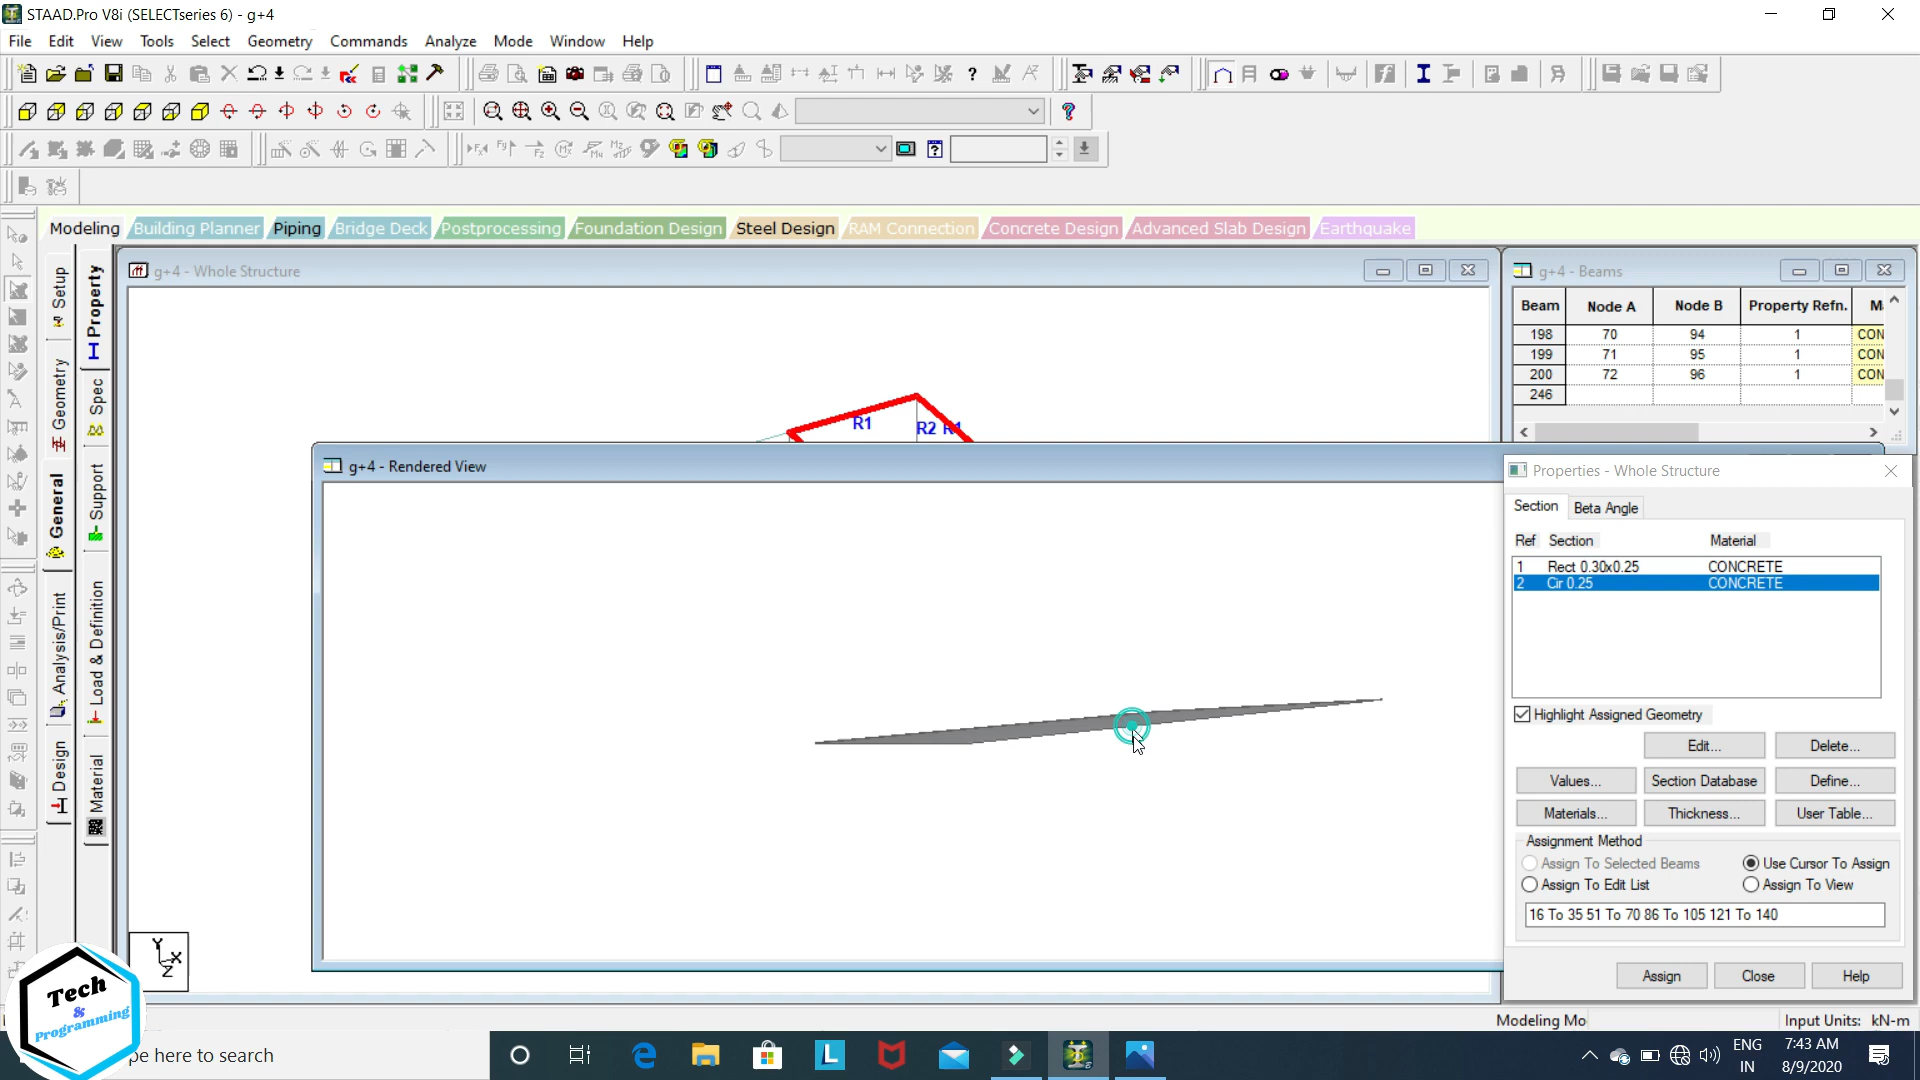 STAAD.Pro V8i (SELECTseries 6) - g+4
File Edit View Tools Select Geometry Commands Analyze Mode Window Help
Modeling Building Planner Piping Bridge Deck Postprocessing Foundation Design Steel Design RAM Connection Concrete Design Advanced Slab Design Earthquake
Setup
Geometry
General
Analysis/Print
Design
Property
Spec
Support
Load & Definition
Material
g+4 - Whole Structure
R1
R2 R1
g+4 - Beams
Beam Node A Node B Property Refn. M
198 70 94 1 CON
199 71 95 1 CON
200 72 96 1 CON
246
g+4 - Rendered View
Properties - Whole Structure
Section Beta Angle
Ref Section Material
1 Rect 0.30x0.25 CONCRETE
2 Cir 0.25 CONCRETE
Highlight Assigned Geometry
Edit... Delete...
Values... Section Database Define...
Materials... Thickness... User Table...
Assignment Method
Assign To Selected Beams Use Cursor To Assign
Assign To Edit List Assign To View
16 To 35 51 To 70 86 To 105 121 To 140
Assign Close Help
Y
X
Z
Tech
&
Programming
Modeling Mo Input Units: kN-m
pe here to search
ENG
IN
7:43 AM
8/9/2020